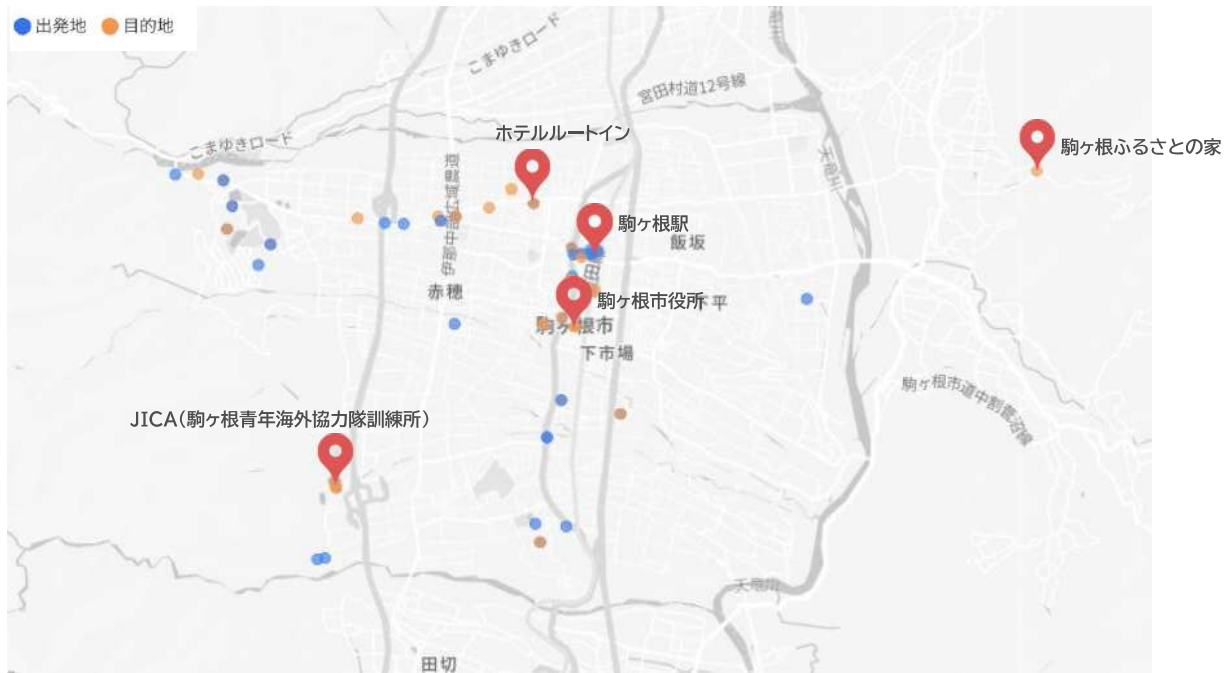 出発地 目的地
こまゆきロード
宮田村道12号線
ホテルルートイン
こまゆきロード
天竜川
駒ヶ根ふるさとの家
駒ヶ根駅
飯坂
赤穂
駒ヶ根市役所
下平
駒ヶ根市
下市場
駒ヶ根市道中割菅沼線
JICA(駒ヶ根青年海外協力隊訓練所)
天竜川
田切